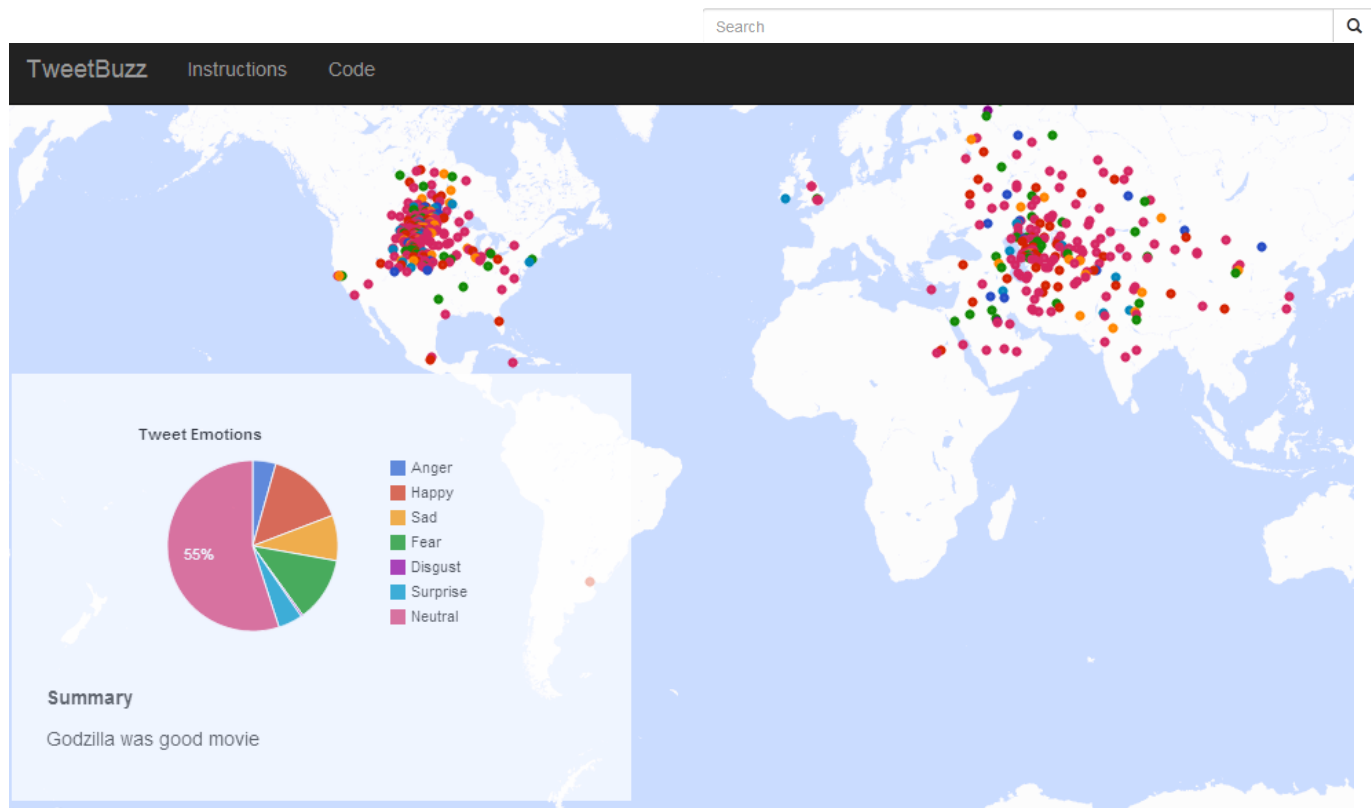 Search
TweetBuzz Instructions Code
Tweet Emotions
55%
Anger
Happy
Sad
Fear
Disgust
Surprise
Neutral
Summary
Godzilla was good movie